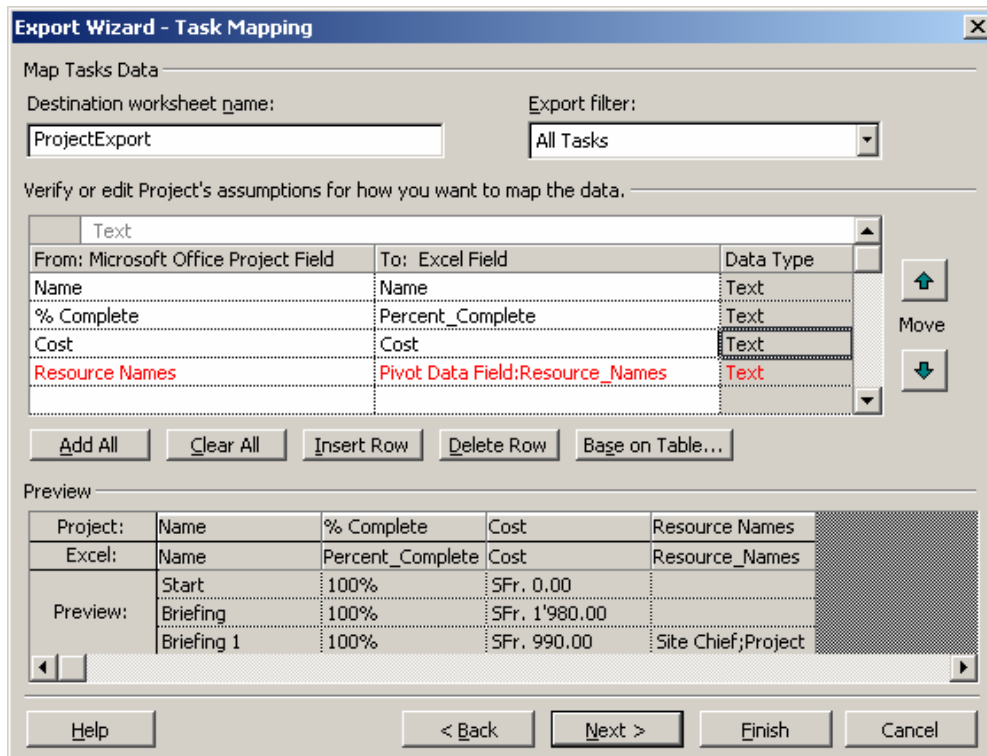 Export Wizard - Task Mapping
Map Tasks Data
Destination worksheet name: Export filter:
ProjectExport All Tasks
Verify or edit Project's assumptions for how you want to map the data.
Text
From: Microsoft Office Project Field To: Excel Field Data Type
Name Name Text
% Complete Percent_Complete Text
Move
Cost Cost Text
Resource Names Pivot Data Field:Resource_Names Text
Add All Clear All Insert Row Delete Row Base on Table...
Preview
Project: Name % Complete Cost Resource Names
Excel: Name Percent_Complete Cost Resource_Names
Start 100% SFr. 0.00
Preview: Briefing 100% SFr. 1'980.00
Briefing 1 100% SFr. 990.00 Site Chief;Project
Help < Back Next > Finish Cancel